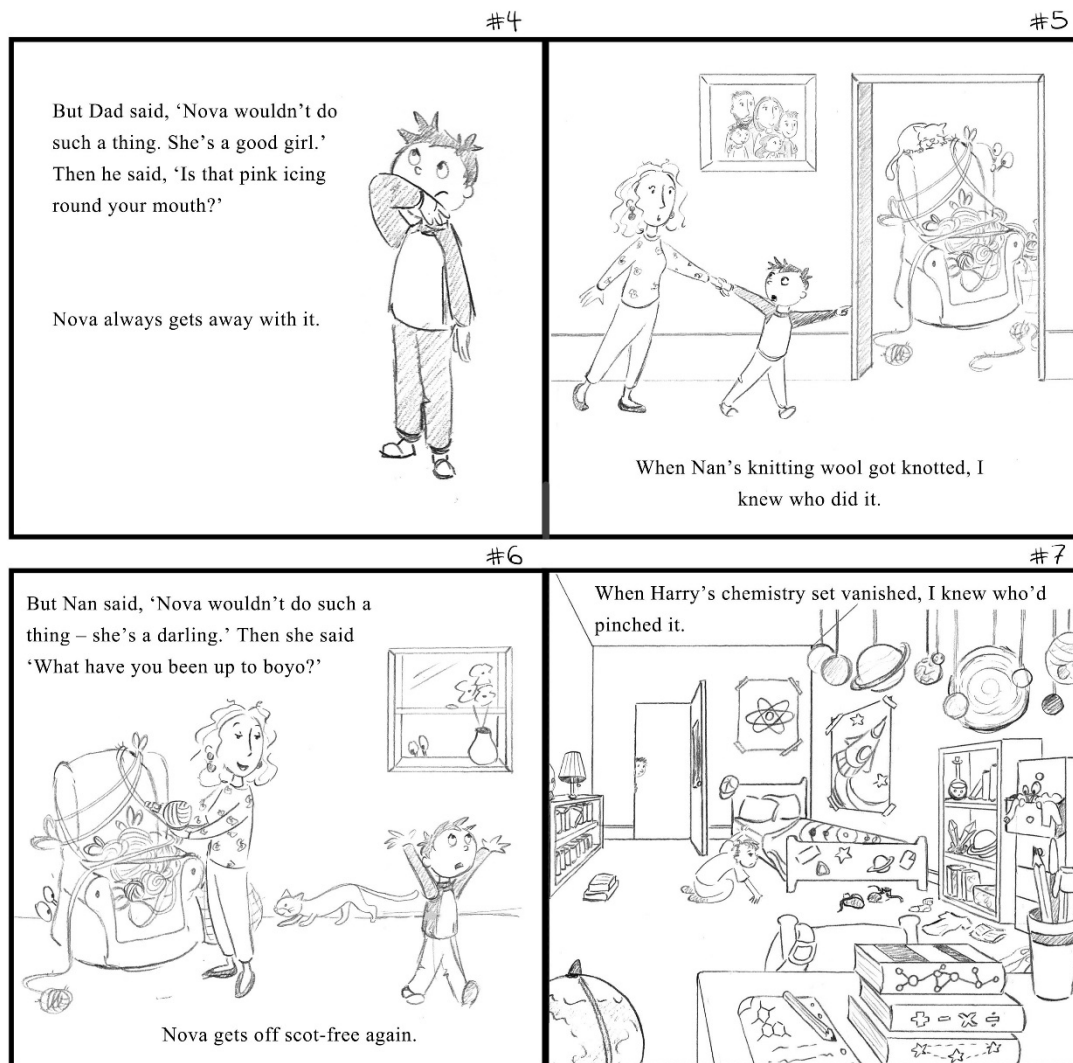 #4
But Dad said, ‘Nova wouldn’t do
such a thing. She’s a good girl.’
Then he said, ‘Is that pink icing
round your mouth?’
Nova always gets away with it.
#5
When Nan’s knitting wool got knotted, I
knew who did it.
#6
But Nan said, ‘Nova wouldn’t do such a
thing – she’s a darling.’ Then she said
‘What have you been up to boyo?’
Nova gets off scot-free again.
#7
When Harry’s chemistry set vanished, I knew who’d
pinched it.
+ - × ÷